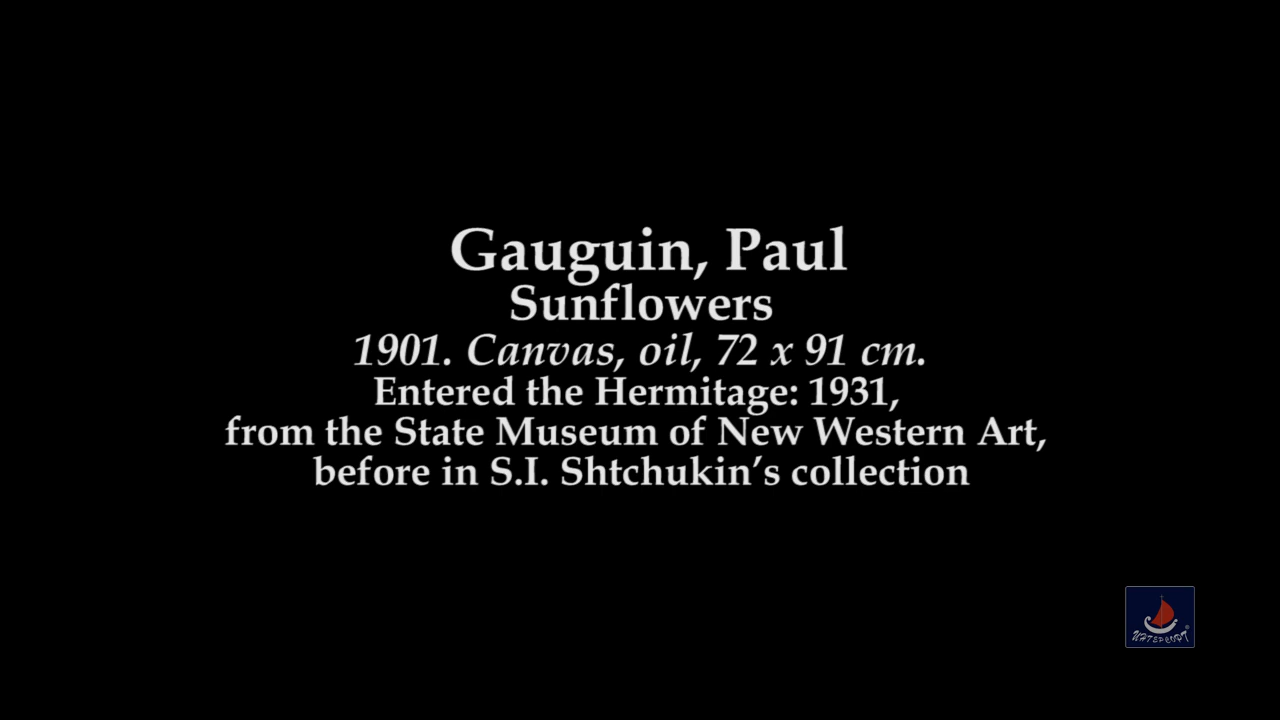 Gauguin, Paul
Sunflowers
1901. Canvas, oil, 72 x 91 cm.
Entered the Hermitage: 1931,
from the State Museum of New Western Art,
before in S.I. Shtchukin’s collection